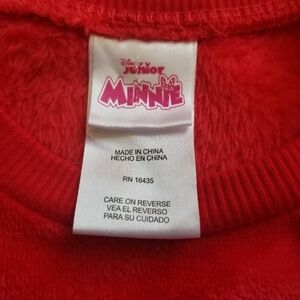 Disney
Junior
MINNIE
MADE IN CHINA
HECHO EN CHINA
RN 16435
CARE ON REVERSE
VEA EL REVERSO
PARA SU CUIDADO